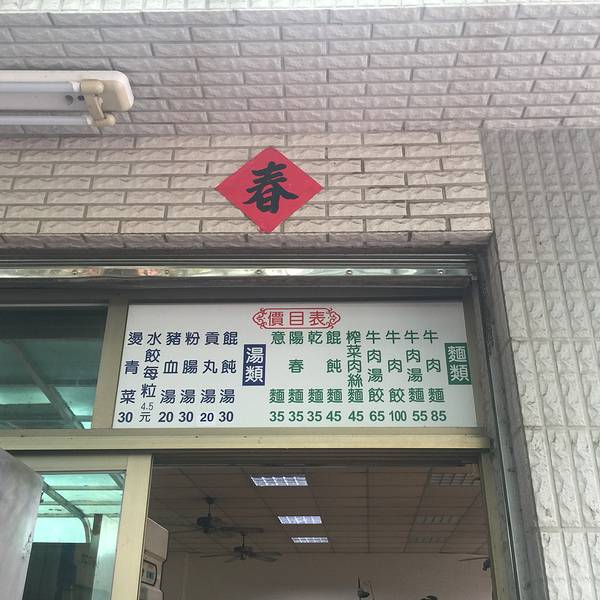 春
價目表
麵類
牛肉麵 85
牛肉湯麵 55
牛肉餃 100
牛肉湯餃 65
榨菜肉絲麵 45
餛飩麵 45
乾麵 35
陽春麵 35
意麵 35
湯類
餛飩湯 30
貢丸湯 20
粉腸湯 30
豬血湯 20
水餃每粒 4.5元
燙青菜 30